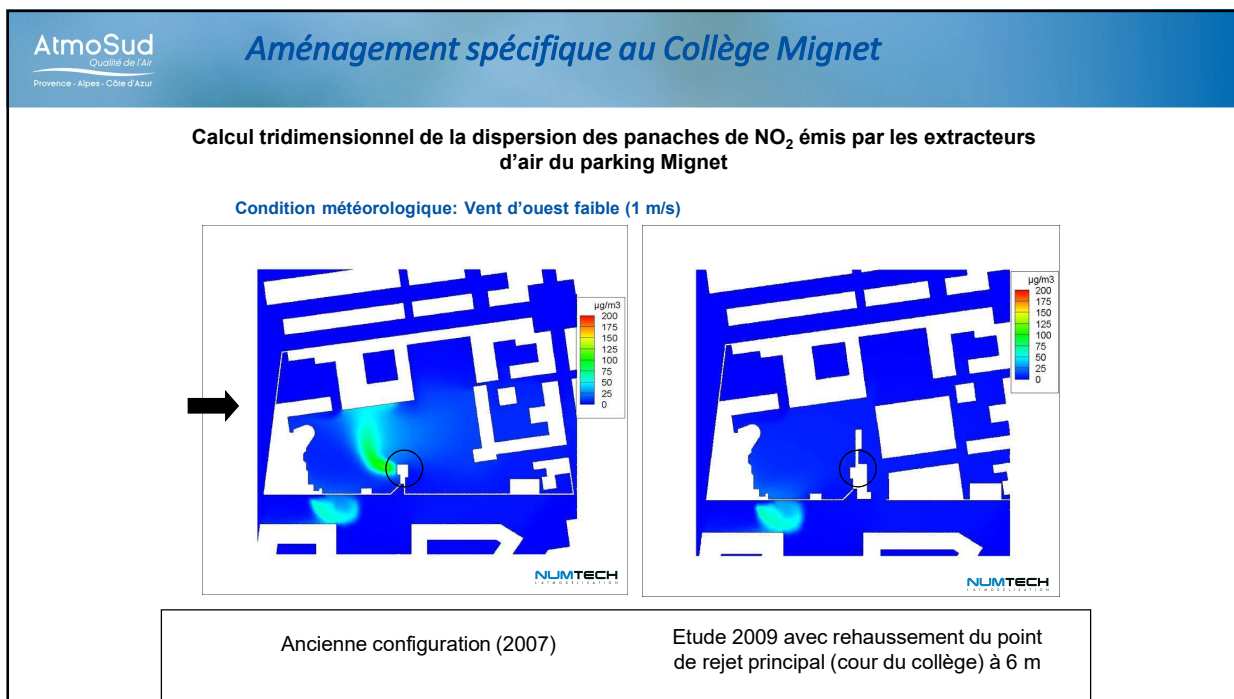 AtmoSud
Qualité de l'Air
Provence - Alpes - Côte d'Azur
Aménagement spécifique au Collège Mignet
Calcul tridimensionnel de la dispersion des panaches de NO₂ émis par les extracteurs
d'air du parking Mignet
Condition météorologique: Vent d'ouest faible (1 m/s)
µg/m3
200
175
150
125
100
75
50
25
0
NUMTECH
L'ATMODÉLISATION
µg/m3
200
175
150
125
100
75
50
25
0
NUMTECH
L'ATMODÉLISATION
Ancienne configuration (2007)
Etude 2009 avec rehaussement du point
de rejet principal (cour du collège) à 6 m